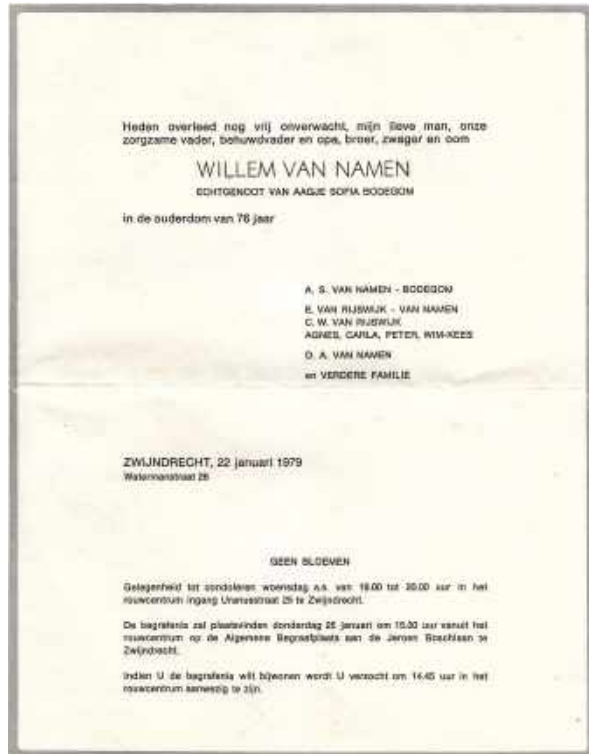 Heden overleed nog vrij onverwacht, mijn lieve man, onze
zorgzame vader, behuwdvader en opa, broer, zwager en oom
WILLEM VAN NAMEN
ECHTGENOOT VAN AAGJE SOFIA BODEGOM
in de ouderdom van 76 jaar
A. S. VAN NAMEN - BODEGOM
E. VAN RIJSWIJK - VAN NAMEN
C. W. VAN RIJSWIJK
AGNES, CARLA, PETER, WIM-KEES
D. A. VAN NAMEN
en VERDERE FAMILIE
ZWIJNDRECHT, 22 januari 1979
Watermanstraat 26
GEEN BLOEMEN
Gelegenheid tot condoleren woensdag a.s. van 19.00 tot 20.00 uur in het
rouwcentrum ingang Uranusstraat 25 te Zwijndrecht.
De begrafenis zal plaatsvinden donderdag 25 januari om 15.00 uur vanuit het
rouwcentrum op de Algemene Begraafplaats aan de Jeroen Boschlaan te
Zwijndrecht.
Indien U de begrafenis wilt bijwonen wordt U verzocht om 14.45 uur in het
rouwcentrum aanwezig te zijn.